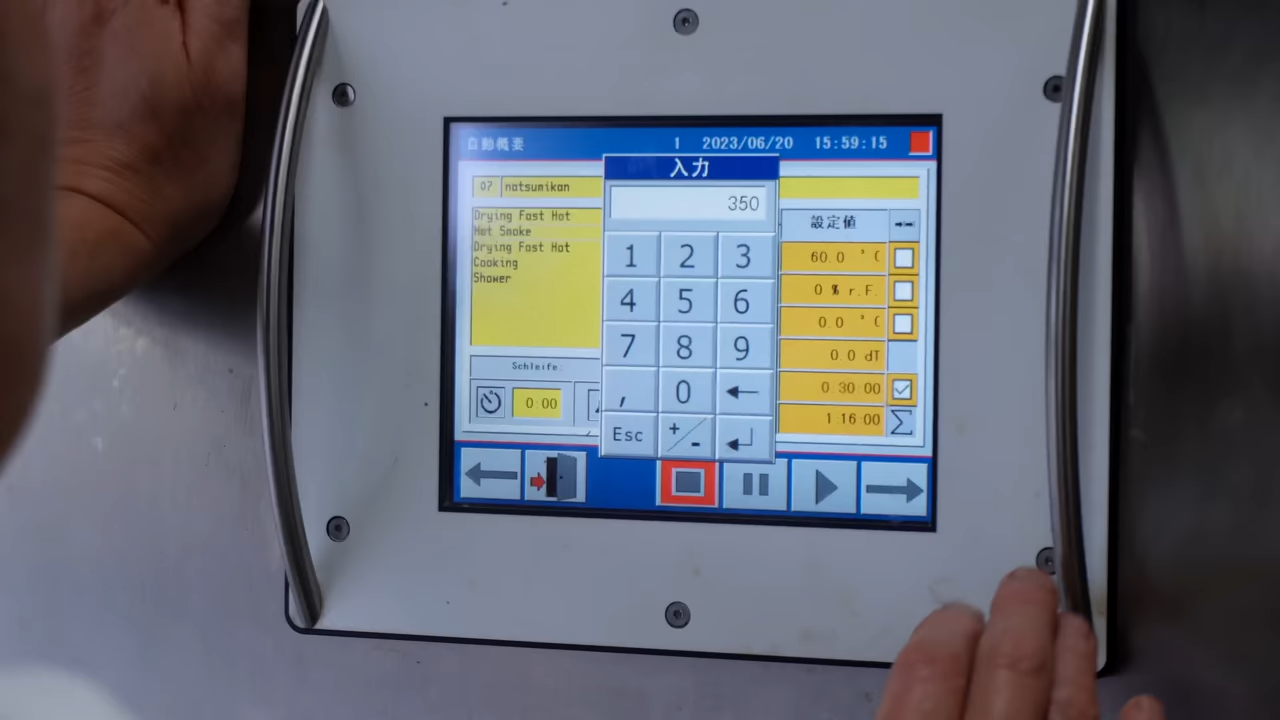 自動概要 1 2023/06/20 15:59:15
入力
07 natsumikan
350
Drying Fast Hot
Hot Smoke
Drying Fast Hot
Cooking
Shower
設定値
1 2 3
4 5 6
7 8 9
, 0 ←
Esc +/-
60.0 °C
0 % r.F.
0.0 °C
0.0 dT
0:30:00
1:16:00 Σ
Schleife:
0:00